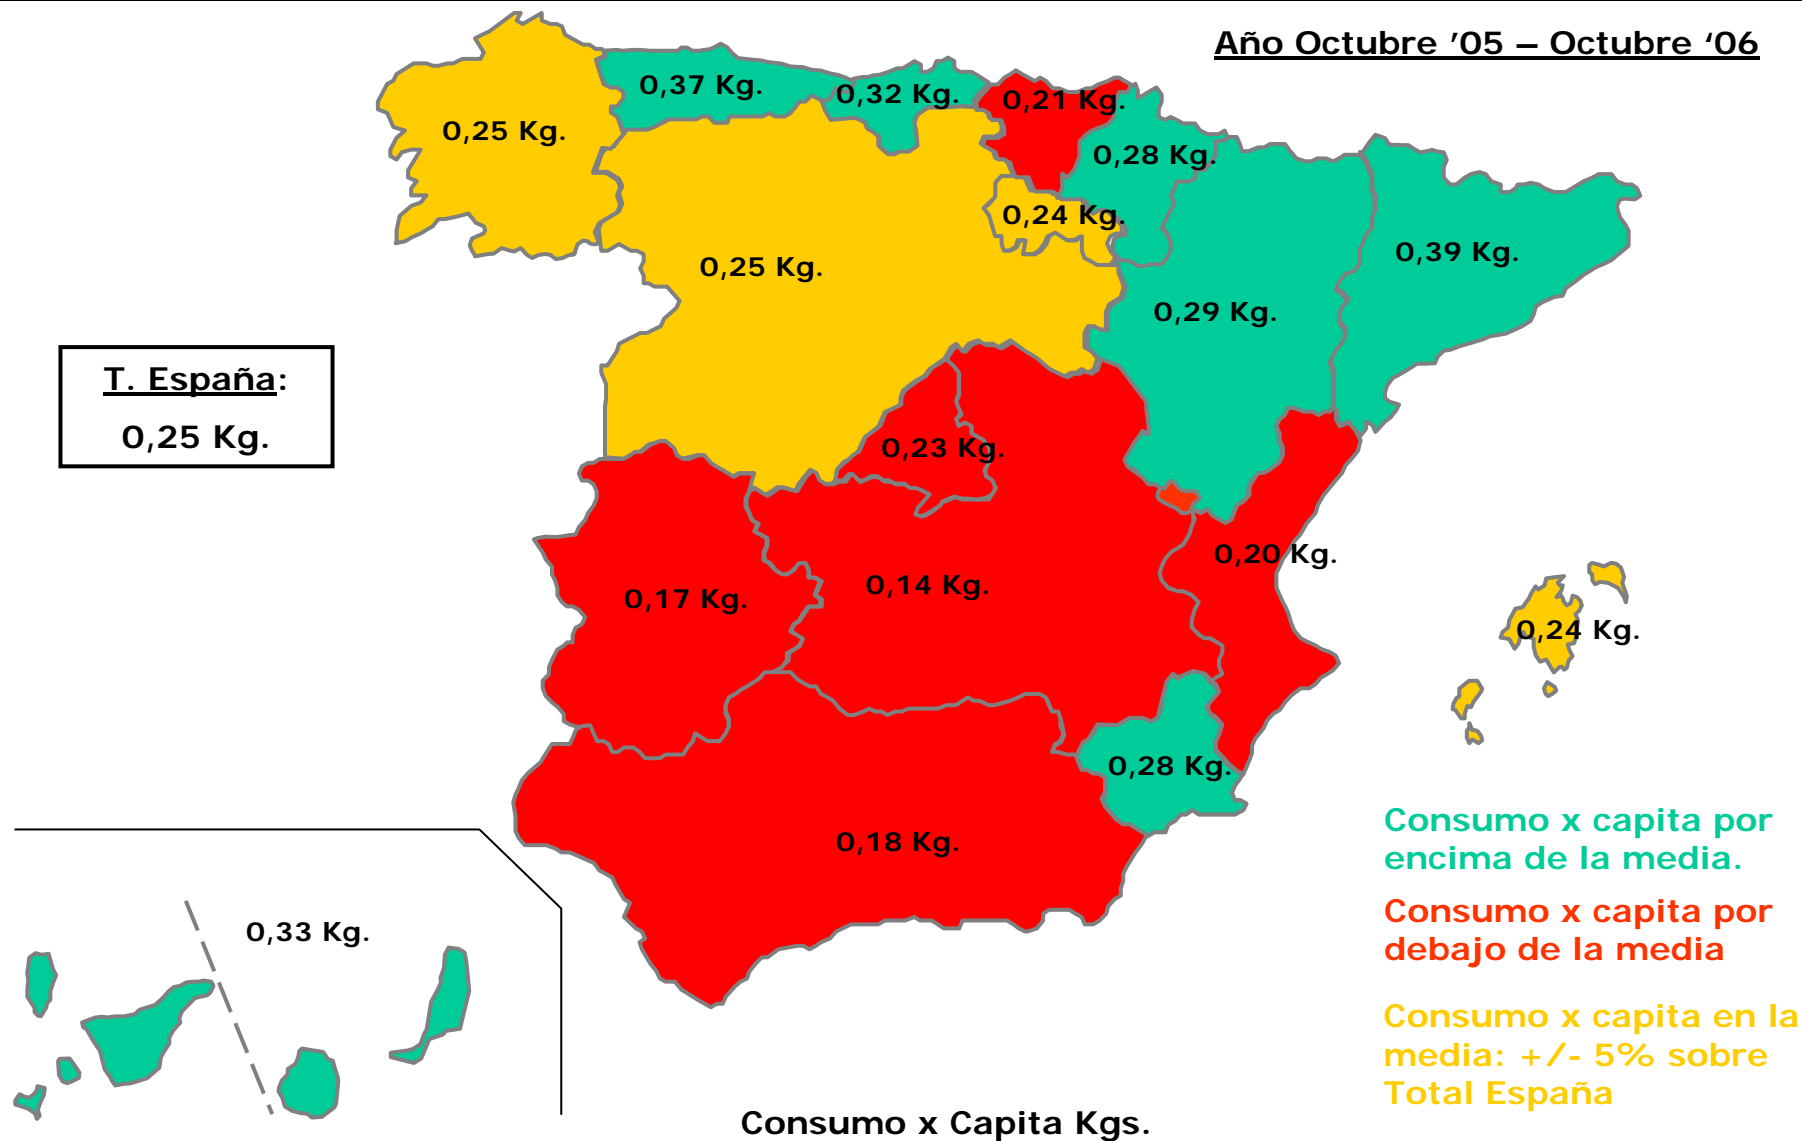 Año Octubre ’05 – Octubre ‘06
0,37 Kg.
0,32 Kg.
0,21 Kg.
0,25 Kg.
0,28 Kg.
0,24 Kg.
0,25 Kg.
0,39 Kg.
0,29 Kg.
T. España:
0,25 Kg.
0,23 Kg.
0,20 Kg.
0,14 Kg.
0,17 Kg.
0,24 Kg.
0,28 Kg.
0,18 Kg.
Consumo x capita por
encima de la media.
Consumo x capita por
debajo de la media
0,33 Kg.
Consumo x capita en la
media: +/- 5% sobre
Total España
Consumo x Capita Kgs.